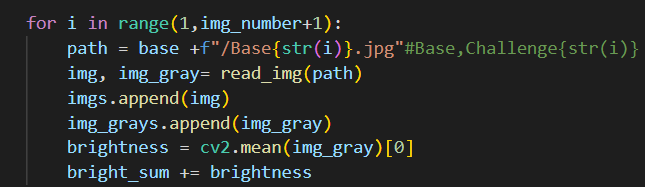 for i in range(1,img_number+1):
    path = base +f"/Base{str(i)}.jpg"#Base,Challenge{str(i)}
    img, img_gray= read_img(path)
    imgs.append(img)
    img_grays.append(img_gray)
    brightness = cv2.mean(img_gray)[0]
    bright_sum += brightness